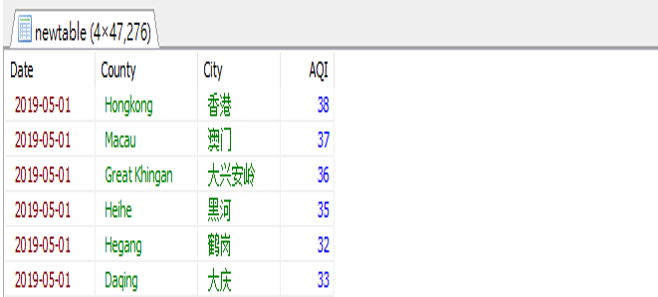 newtable (4×47,276)
Date County City AQI
2019-05-01 Hongkong 香港 38
2019-05-01 Macau 澳门 37
2019-05-01 Great Khingan 大兴安岭 36
2019-05-01 Heihe 黑河 35
2019-05-01 Hegang 鹤岗 32
2019-05-01 Daqing 大庆 33